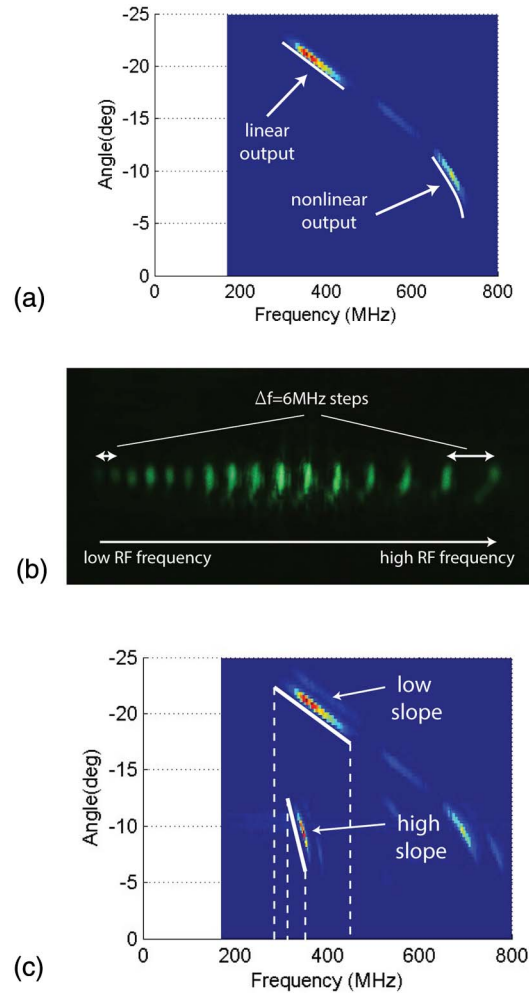 -25
-20
-15
-10
-5
0
Angle(deg)
linear
output
nonlinear
output
0 200 400 600 800
Frequency (MHz)
(a)
Δf=6MHz steps
low RF frequency high RF frequency
(b)
-25
-20
-15
-10
-5
0
Angle(deg)
low
slope
high
slope
0 200 400 600 800
Frequency (MHz)
(c)